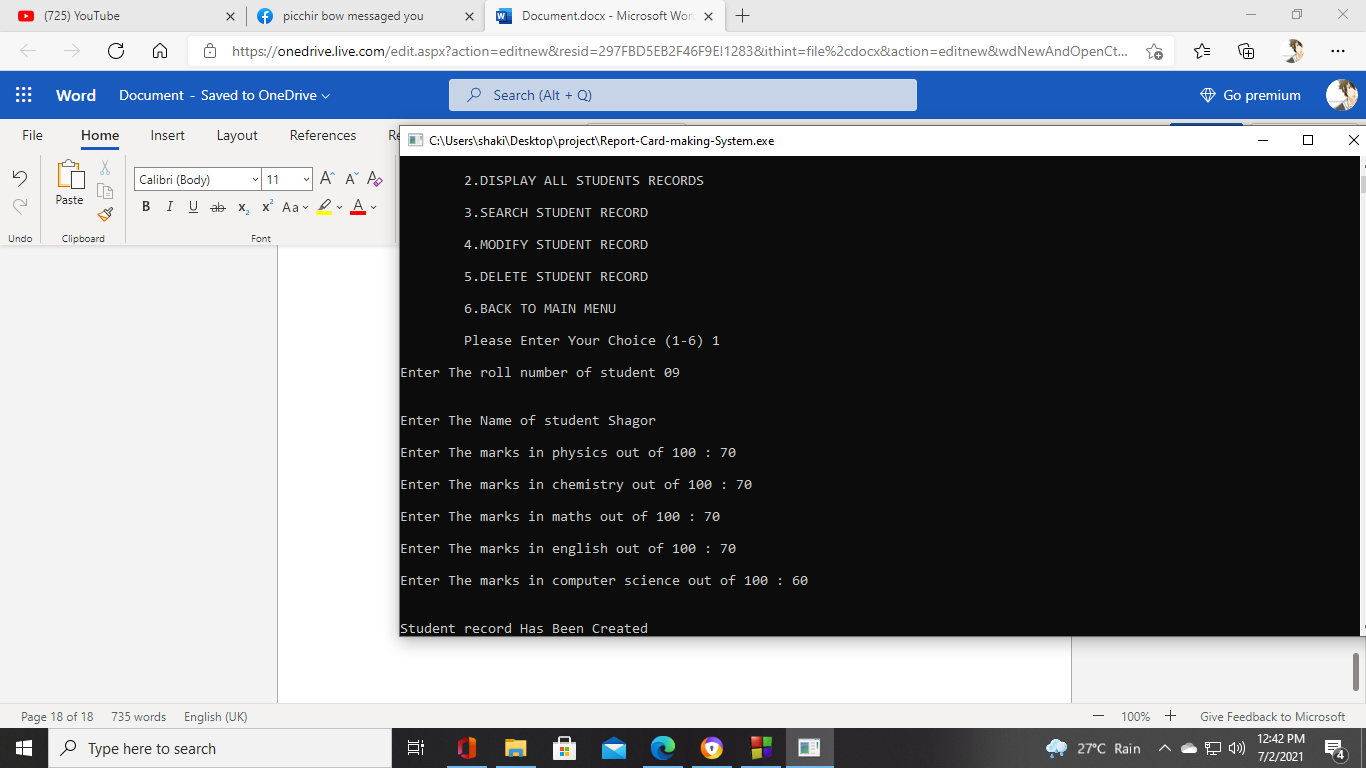 (725) YouTube
picchir bow messaged you
Document.docx - Microsoft Wor
https://onedrive.live.com/edit.aspx?action=editnew&resid=297FBD5EB2F46F9E!1283&ithint=file%2cdocx&action=editnew&wdNewAndOpenCt...
Word Document - Saved to OneDrive
Search (Alt + Q)
Go premium
File Home Insert Layout References Re
C:\Users\shaki\Desktop\project\Report-Card-making-System.exe
Paste
Calibri (Body) 11
B I U ab x2 x2 Aa A
Undo Clipboard Font
2.DISPLAY ALL STUDENTS RECORDS
3.SEARCH STUDENT RECORD
4.MODIFY STUDENT RECORD
5.DELETE STUDENT RECORD
6.BACK TO MAIN MENU
Please Enter Your Choice (1-6) 1
Enter The roll number of student 09
Enter The Name of student Shagor
Enter The marks in physics out of 100 : 70
Enter The marks in chemistry out of 100 : 70
Enter The marks in maths out of 100 : 70
Enter The marks in english out of 100 : 70
Enter The marks in computer science out of 100 : 60
Student record Has Been Created
Page 18 of 18 735 words English (UK)
100%
Give Feedback to Microsoft
Type here to search
27°C Rain
12:42 PM
7/2/2021
4